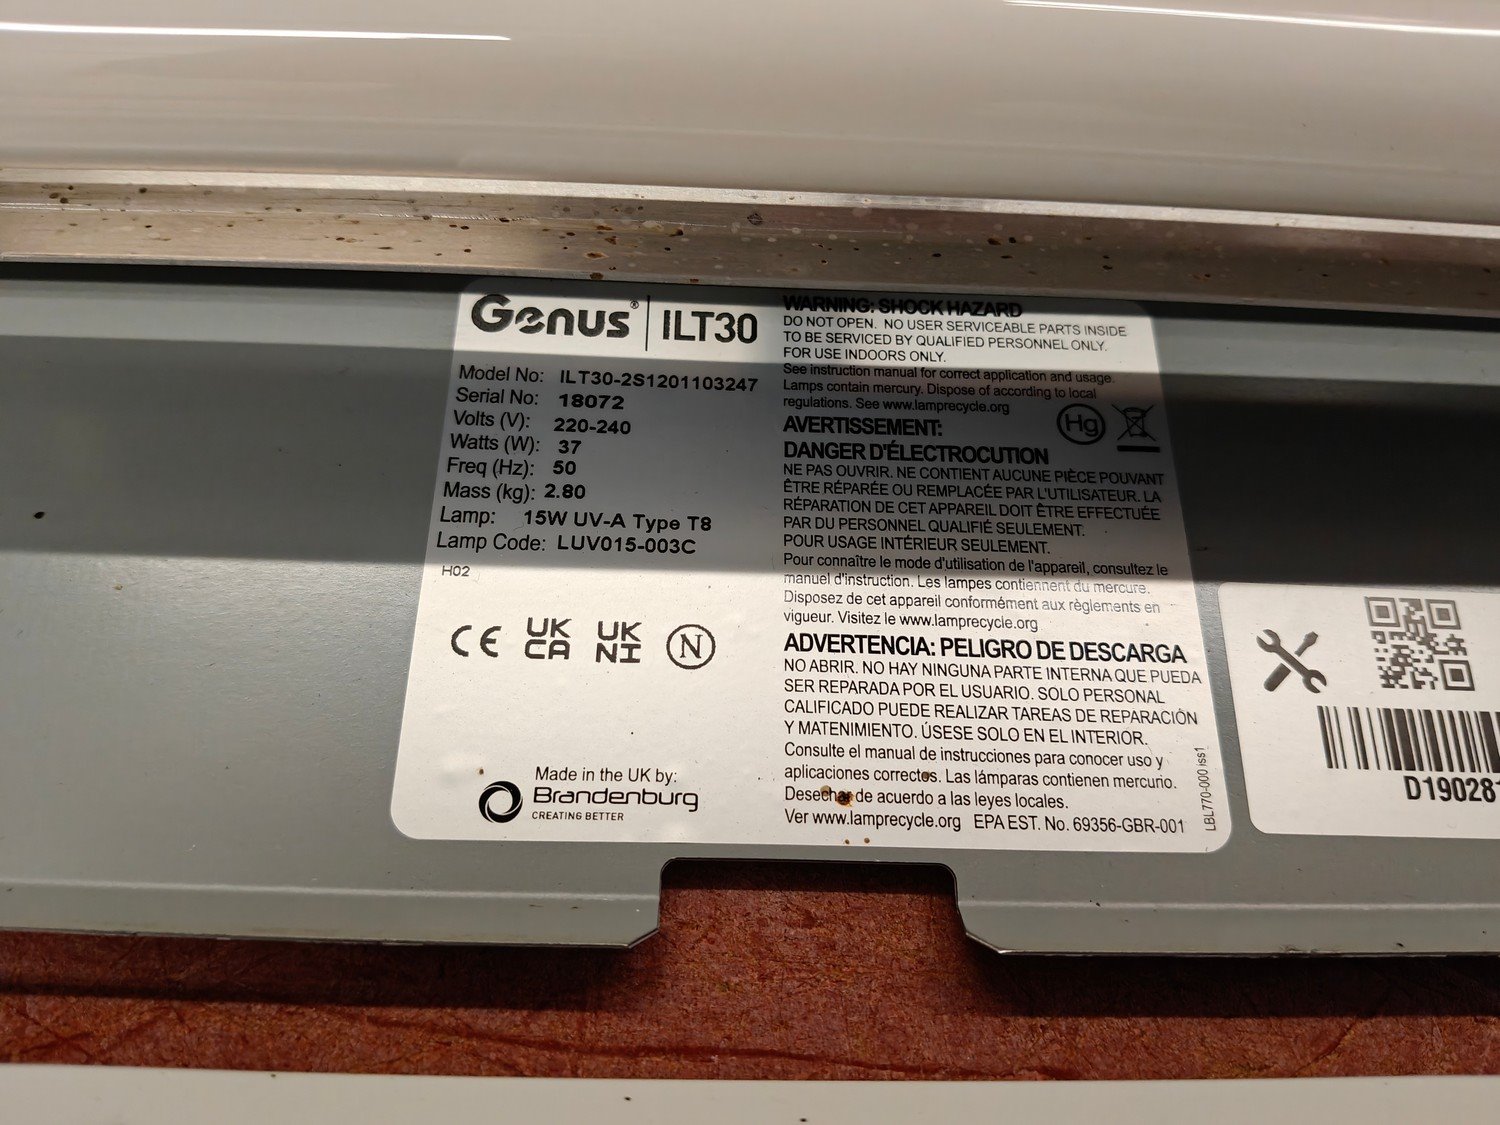 Genus® | ILT30
Model No: ILT30-2S1201103247
Serial No: 18072
Volts (V): 220-240
Watts (W): 37
Freq (Hz): 50
Mass (kg): 2.80
Lamp: 15W UV-A Type T8
Lamp Code: LUV015-003C
H02
CE UK CA UK NI N
Made in the UK by:
Brandenburg
CREATING BETTER
WARNING: SHOCK HAZARD
DO NOT OPEN. NO USER SERVICEABLE PARTS INSIDE
TO BE SERVICED BY QUALIFIED PERSONNEL ONLY.
FOR USE INDOORS ONLY.
See instruction manual for correct application and usage.
Lamps contain mercury. Dispose of according to local
regulations. See www.lamprecycle.org
Hg
AVERTISSEMENT:
DANGER D'ÉLECTROCUTION
NE PAS OUVRIR. NE CONTIENT AUCUNE PIÈCE POUVANT
ÊTRE RÉPARÉE OU REMPLACÉE PAR L'UTILISATEUR. LA
RÉPARATION DE CET APPAREIL DOIT ÊTRE EFFECTUÉE
PAR DU PERSONNEL QUALIFIÉ SEULEMENT.
POUR USAGE INTÉRIEUR SEULEMENT.
Pour connaître le mode d'utilisation de l'appareil, consultez le
manuel d'instruction. Les lampes contiennent du mercure.
Disposez de cet appareil conformément aux règlements en
vigueur. Visitez le www.lamprecycle.org
ADVERTENCIA: PELIGRO DE DESCARGA
NO ABRIR. NO HAY NINGUNA PARTE INTERNA QUE PUEDA
SER REPARADA POR EL USUARIO. SOLO PERSONAL
CALIFICADO PUEDE REALIZAR TAREAS DE REPARACIÓN
Y MATENIMIENTO. ÚSESE SOLO EN EL INTERIOR.
Consulte el manual de instrucciones para conocer uso y
aplicaciones correctos. Las lámparas contienen mercurio.
Desechar de acuerdo a las leyes locales.
Ver www.lamprecycle.org EPA EST. No. 69356-GBR-001
LBL770-000 iss1
D190281